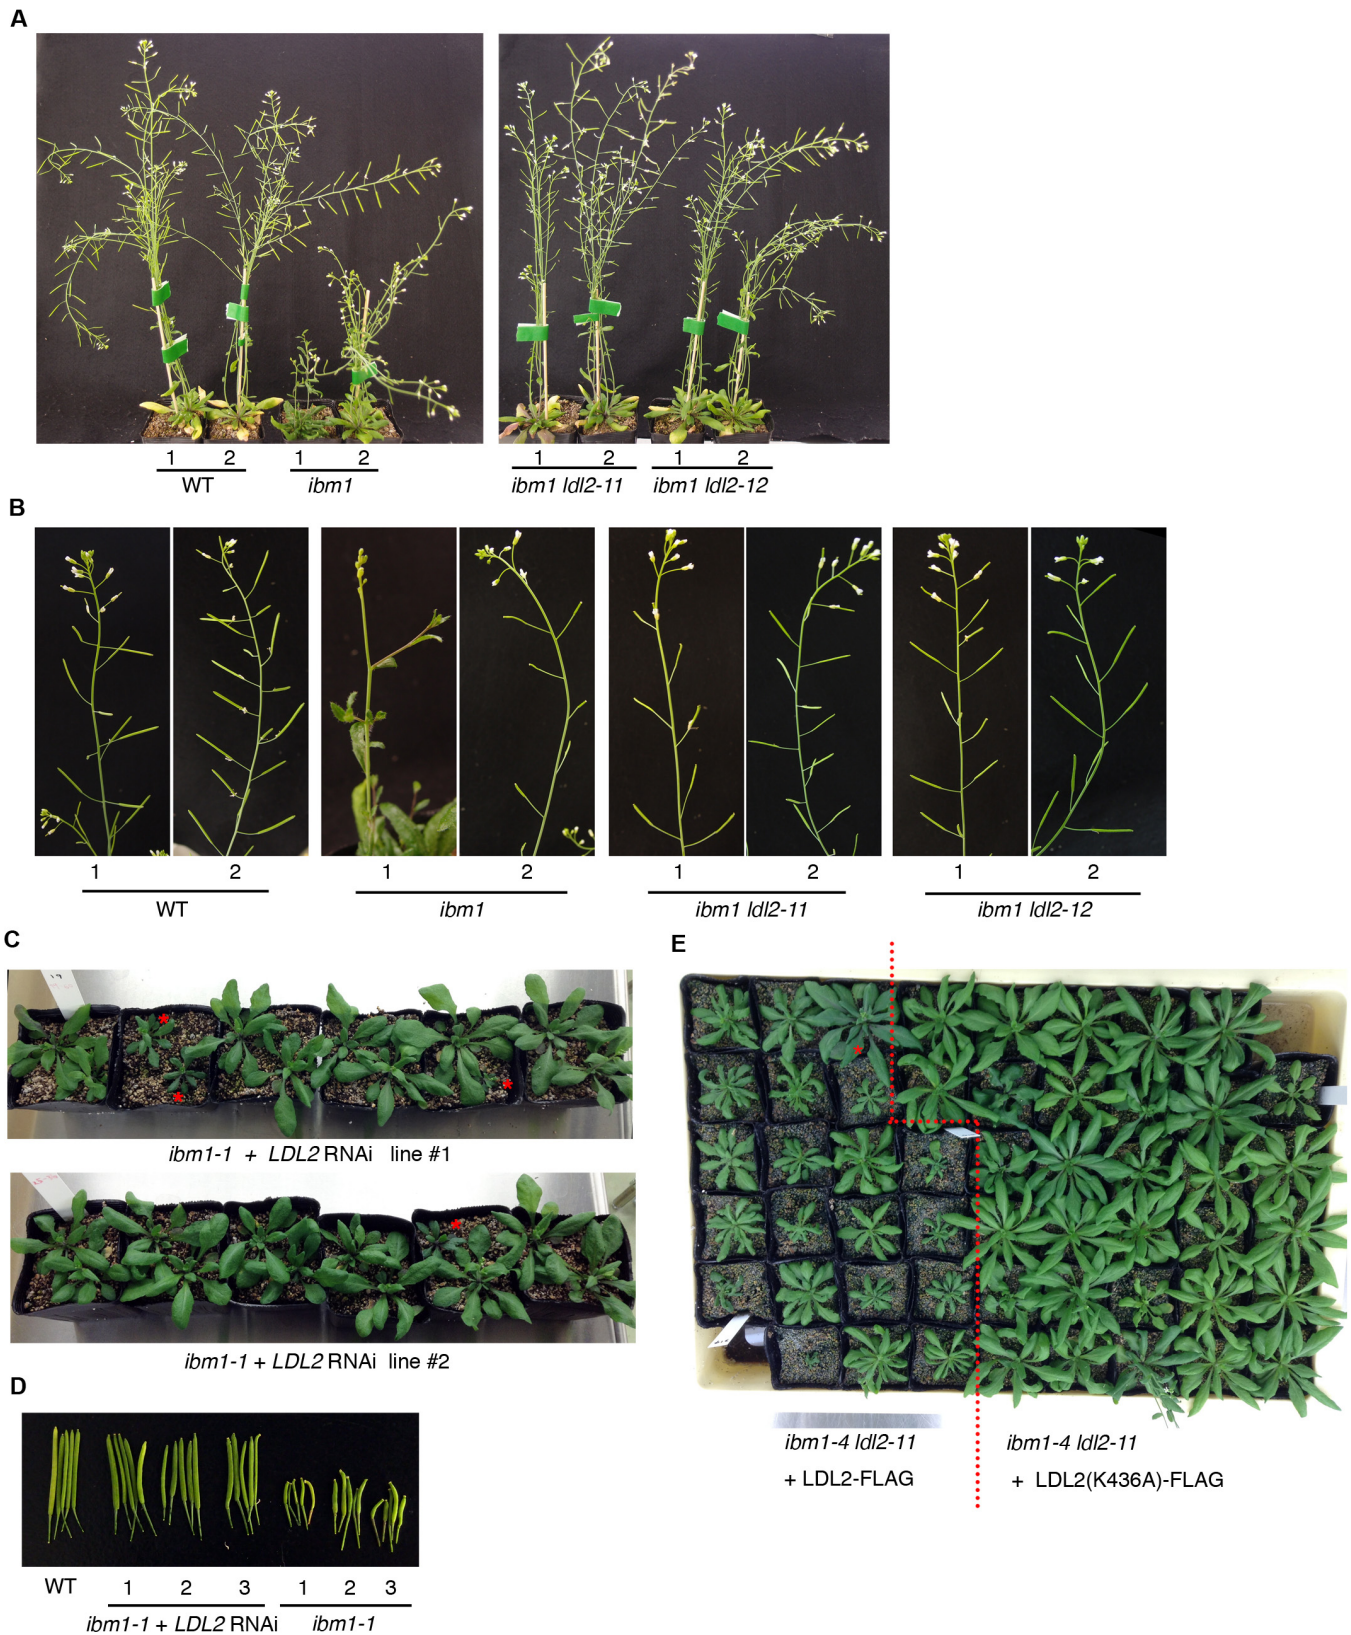 A
1 2 1 2 1 2 1 2
WT ibm1 ibm1 ldl2-11 ibm1 ldl2-12
B
1 2 1 2 1 2 1 2
WT ibm1 ibm1 ldl2-11 ibm1 ldl2-12
C
ibm1-1 + LDL2 RNAi line #1
ibm1-1 + LDL2 RNAi line #2
D
WT 1 2 3 1 2 3
ibm1-1 + LDL2 RNAi ibm1-1
E
ibm1-4 ldl2-11 ibm1-4 ldl2-11
+ LDL2-FLAG + LDL2(K436A)-FLAG